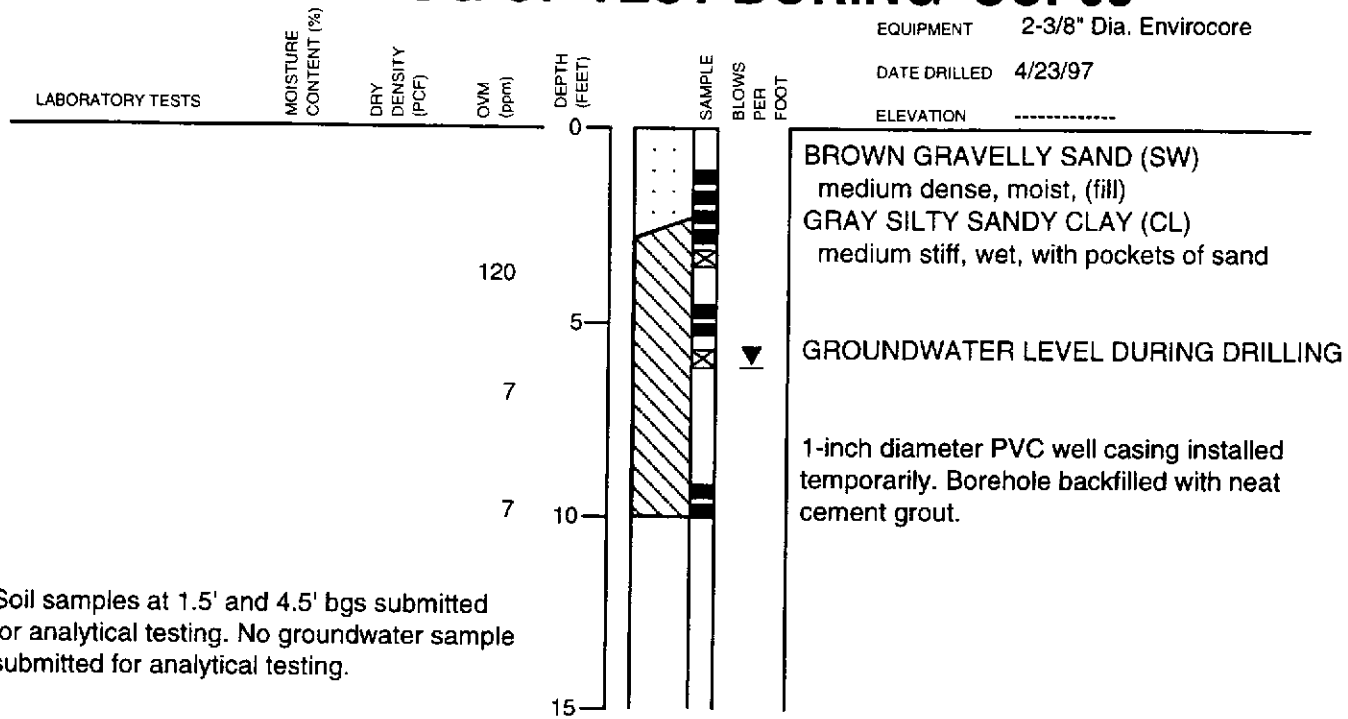 EQUIPMENT 2-3/8" Dia. Envirocore
DATE DRILLED 4/23/97
ELEVATION -------------
LABORATORY TESTS
MOISTURE CONTENT (%)
DRY DENSITY (PCF)
OVM (ppm)
DEPTH (FEET)
SAMPLE
BLOWS PER FOOT
0
BROWN GRAVELLY SAND (SW)
medium dense, moist, (fill)
GRAY SILTY SANDY CLAY (CL)
medium stiff, wet, with pockets of sand
120
5
GROUNDWATER LEVEL DURING DRILLING
7
1-inch diameter PVC well casing installed
temporarily. Borehole backfilled with neat
cement grout.
7
10
Soil samples at 1.5' and 4.5' bgs submitted
for analytical testing. No groundwater sample
submitted for analytical testing.
15